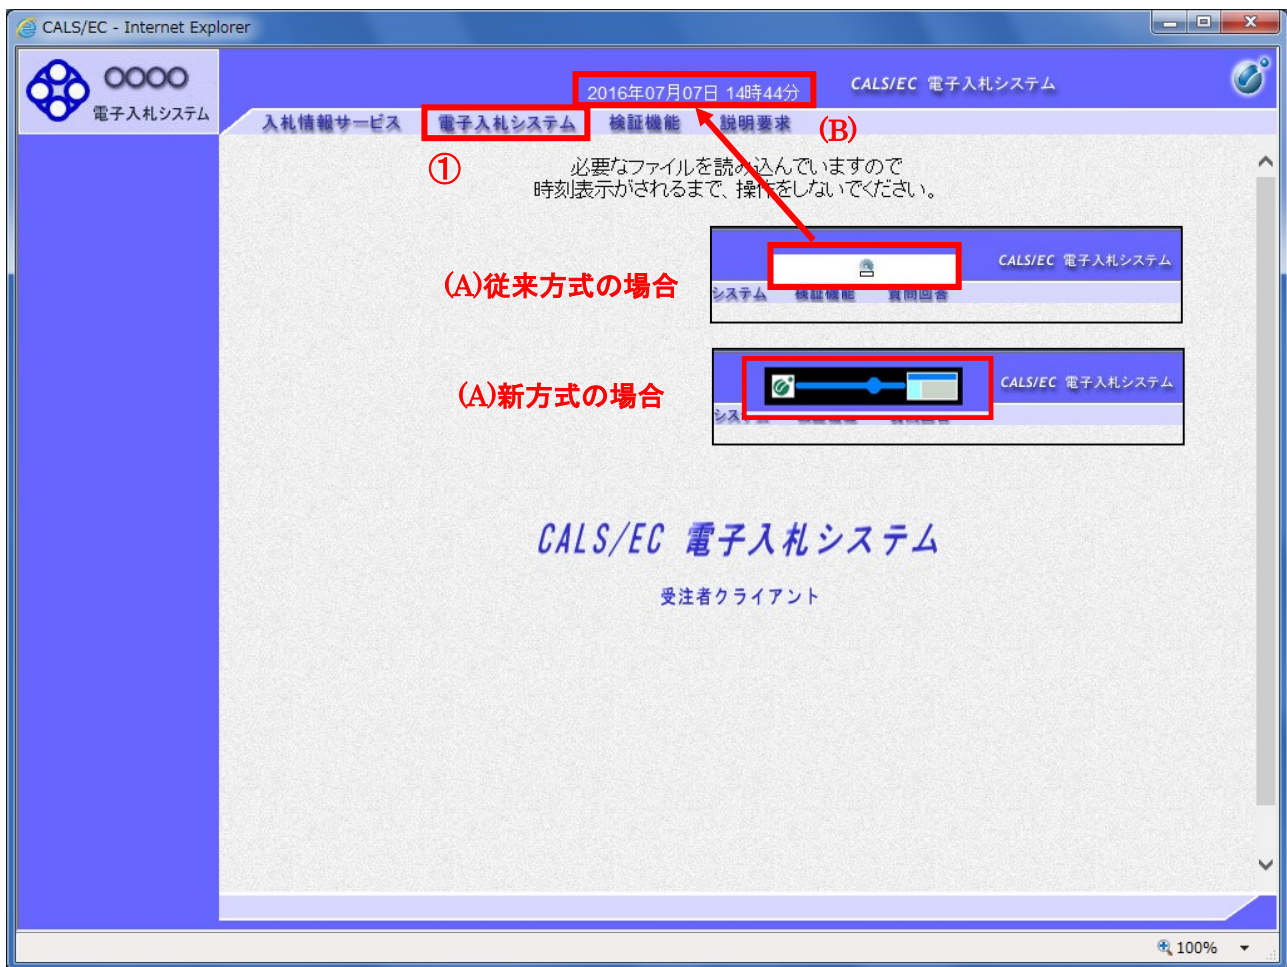 CALS/EC - Internet Explorer
○○○○
電子入札システム
2016年07月07日 14時44分
CALS/EC 電子入札システム
入札情報サービス 電子入札システム 検証機能 説明要求
(B)
①
必要なファイルを読み込んでいますので
時刻表示がされるまで、操作をしないでください。
(A)従来方式の場合
CALS/EC 電子入札システム
システム 検証機能 質問回答
(A)新方式の場合
CALS/EC 電子入札システム
シス
CALS/EC 電子入札システム
受注者クライアント
100%